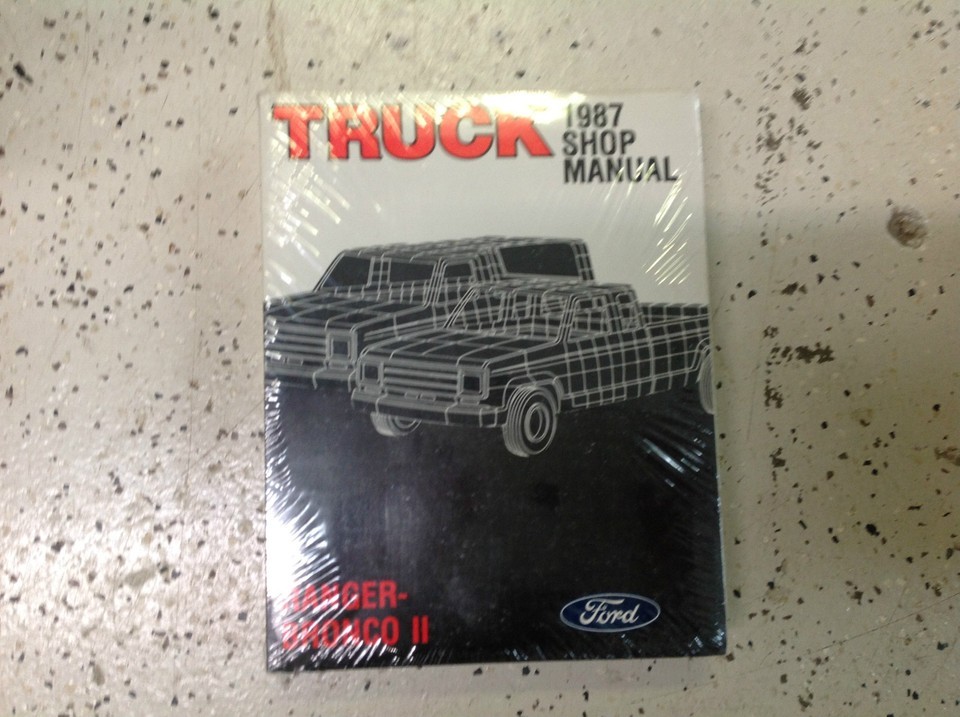 TRUCK
1987
SHOP
MANUAL
RANGER-
BRONCO II
Ford